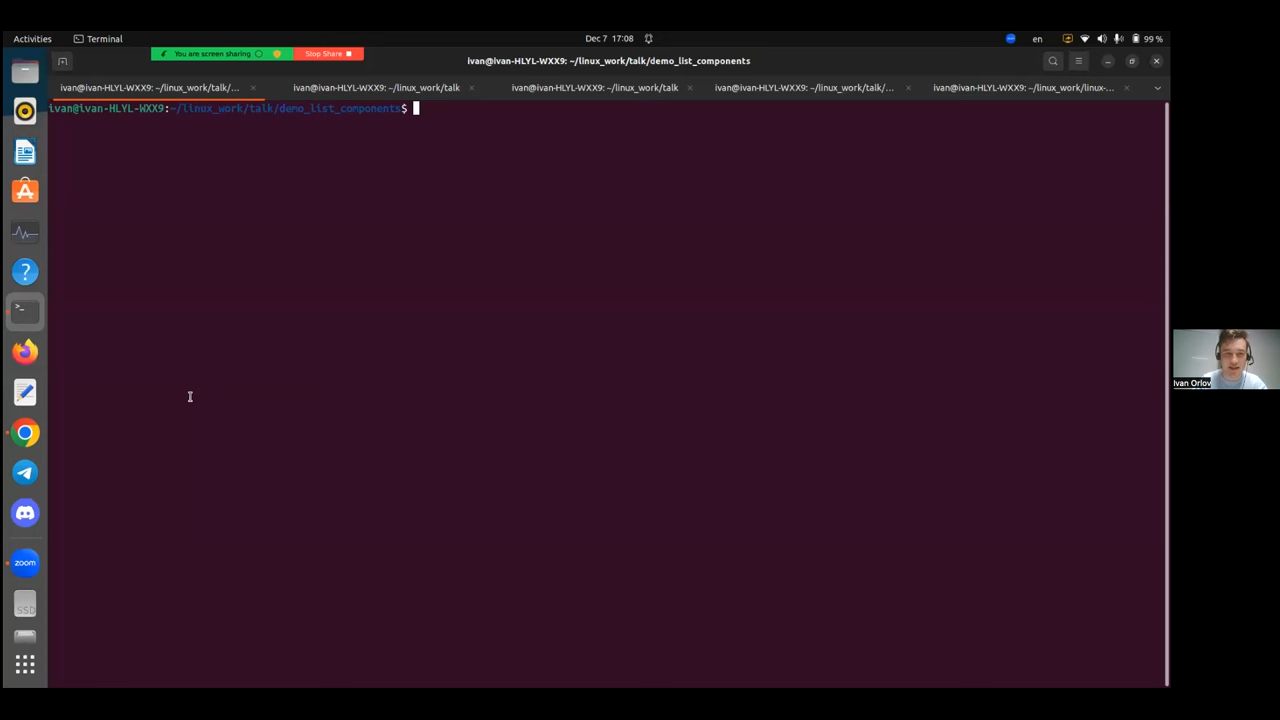 Activities
Terminal
Dec 7 17:08
en
99 %
You are screen sharing
Stop Share
ivan@ivan-HLYL-WXX9: ~/linux_work/talk/demo_list_components
ivan@ivan-HLYL-WXX9: ~/linux_work/talk/...
ivan@ivan-HLYL-WXX9: ~/linux_work/talk
ivan@ivan-HLYL-WXX9: ~/linux_work/talk
ivan@ivan-HLYL-WXX9: ~/linux_work/talk/...
ivan@ivan-HLYL-WXX9: ~/linux_work/linux-...
ivan@ivan-HLYL-WXX9:~/linux_work/talk/demo_list_components$
Ivan Orlov
zoom
SSD